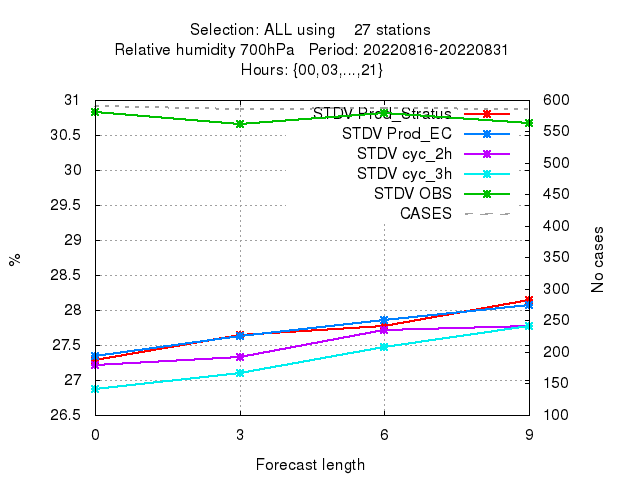 Selection: ALL using    27 stations
Relative humidity 700hPa   Period: 20220816-20220831
Hours: {00,03,...,21}
31
30.5
30
29.5
29
28.5
28
27.5
27
26.5
%
600
550
500
450
400
350
300
250
200
150
100
No cases
STDV Prod_Stratus
STDV Prod_EC
STDV cyc_2h
STDV cyc_3h
STDV OBS
CASES
0 3 6 9
Forecast length